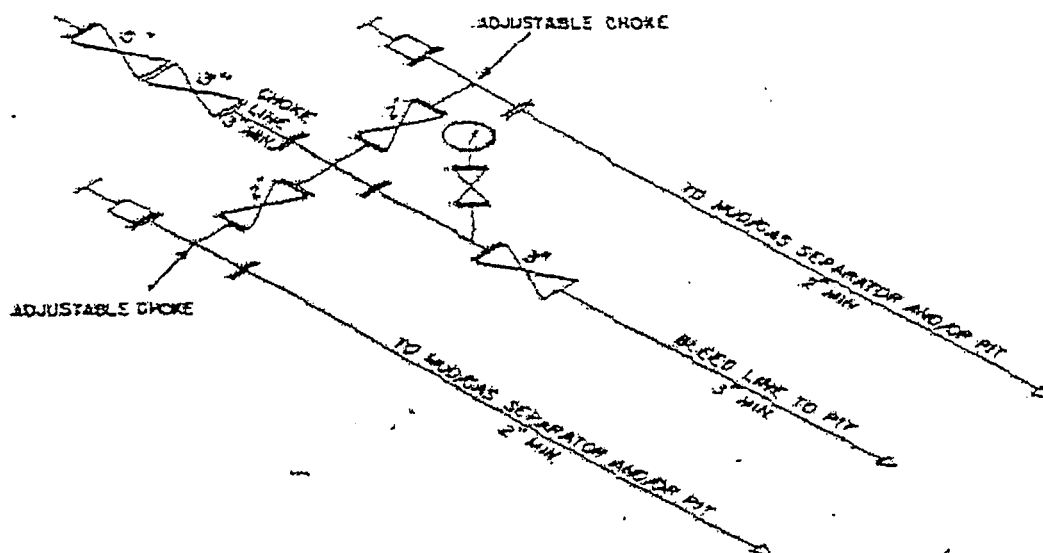 ADJUSTABLE CHOKE
3"
3"
CHOKE
LINE
3" MIN.
2"
2"
3"
ADJUSTABLE CHOKE
TO MUD/GAS SEPARATOR AND/OR PIT
2" MIN
BLEED LINE TO PIT
3" MIN.
TO MUD/GAS SEPARATOR AND/OR PIT
2" MIN.